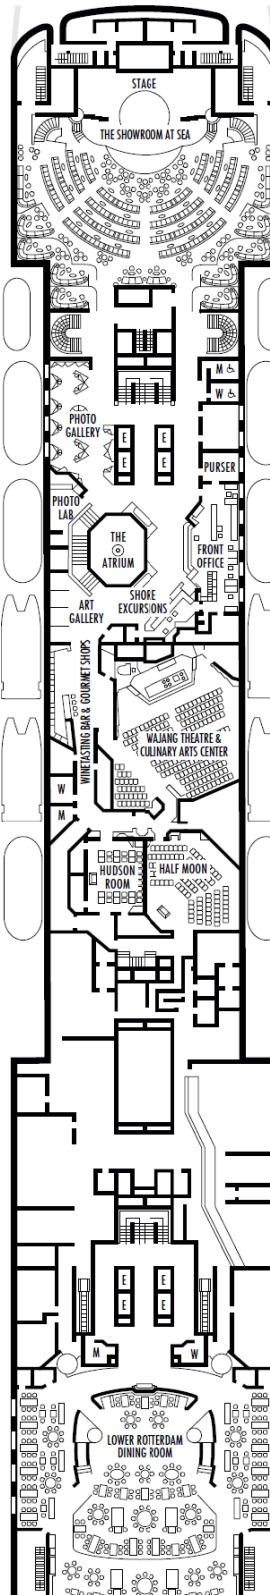 STAGE
THE SHOWROOM AT SEA
M
W
PHOTO
GALLERY
E E
E E
PURSER
PHOTO
LAB
THE
ATRIUM
FRONT
OFFICE
ART
GALLERY
SHORE
EXCURSIONS
WINETASTING BAR & GOURMET SHOPS
WAJANG THEATRE &
CULINARY ARTS CENTER
W
M
HUDSON
ROOM
HALF MOON
E E
E E
M
W
LOWER ROTTERDAM
DINING ROOM